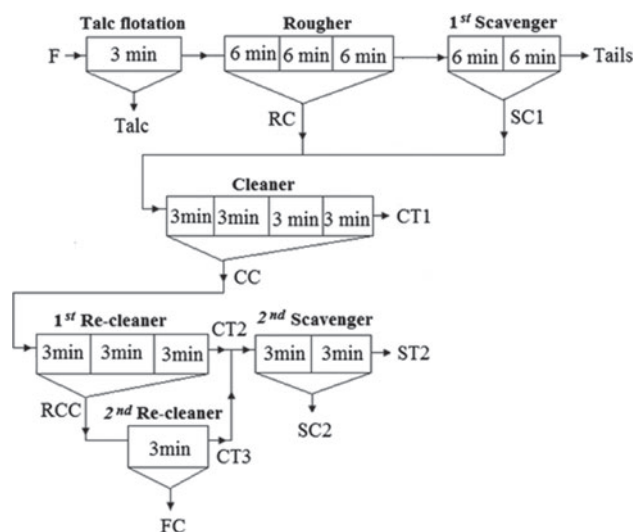 Talc flotation Rougher 1st Scavenger
F 3 min 6 min 6 min 6 min 6 min 6 min Tails
Talc RC SC1
Cleaner
3min 3min 3 min 3 min CT1
CC
1st Re-cleaner CT2 2nd Scavenger
3min 3min 3min 3min 3min ST2
RCC 2nd Re-cleaner SC2
3min CT3
FC